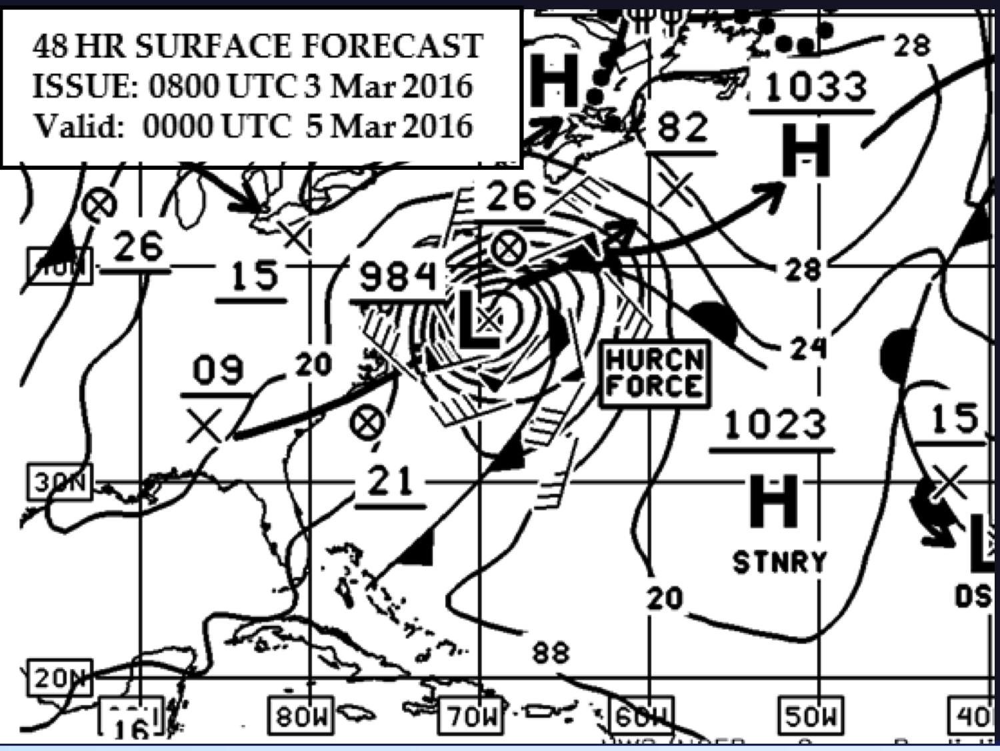 48 HR SURFACE FORECAST
ISSUE: 0800 UTC 3 Mar 2016
Valid: 0000 UTC 5 Mar 2016
H
28
1033
82
H
26
26
40N
15
984
28
L
24
HURCN
FORCE
09
20
1023
15
30N
21
H
STNRY
L
20
DS
88
20N
16
80W
70W
60W
50W
40